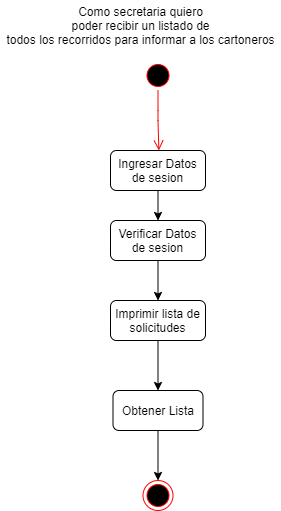 Como secretaria quiero
poder recibir un listado de
todos los recorridos para informar a los cartoneros
Ingresar Datos
de sesion
Verificar Datos
de sesion
Imprimir lista de
solicitudes
Obtener Lista